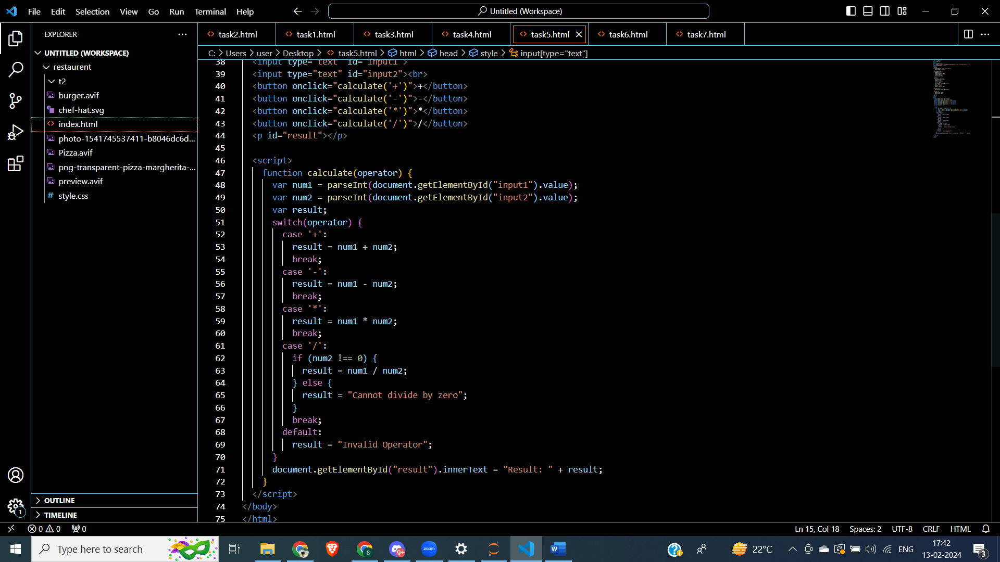 File Edit Selection View Go Run Terminal Help
Untitled (Workspace)
EXPLORER
UNTITLED (WORKSPACE)
restaurent
t2
burger.avif
chef-hat.svg
index.html
photo-1541745537411-b8046dc6d...
Pizza.avif
png-transparent-pizza-margherita-...
preview.avif
style.css
OUTLINE
TIMELINE
task2.html task1.html task3.html task4.html task5.html task6.html task7.html
C: > Users > user > Desktop > task5.html > html > head > style > input[type="text"]
38 <input type="text" id="input1">
39 <input type="text" id="input2"><br>
40 <button onclick="calculate('+')">+</button>
41 <button onclick="calculate('-')">-</button>
42 <button onclick="calculate('*')">*</button>
43 <button onclick="calculate('/')">/</button>
44 <p id="result"></p>
45
46 <script>
47 function calculate(operator) {
48 var num1 = parseInt(document.getElementById("input1").value);
49 var num2 = parseInt(document.getElementById("input2").value);
50 var result;
51 switch(operator) {
52 case '+':
53 result = num1 + num2;
54 break;
55 case '-':
56 result = num1 - num2;
57 break;
58 case '*':
59 result = num1 * num2;
60 break;
61 case '/':
62 if (num2 !== 0) {
63 result = num1 / num2;
64 } else {
65 result = "Cannot divide by zero";
66 }
67 break;
68 default:
69 result = "Invalid Operator";
70 }
71 document.getElementById("result").innerText = "Result: " + result;
72 }
73 </script>
74 </body>
75 </html>
1
0 0 0
Ln 15, Col 18 Spaces: 2 UTF-8 CRLF HTML
Type here to search
S
9+
zoom
W
22°C
ENG
17:42
13-02-2024
3